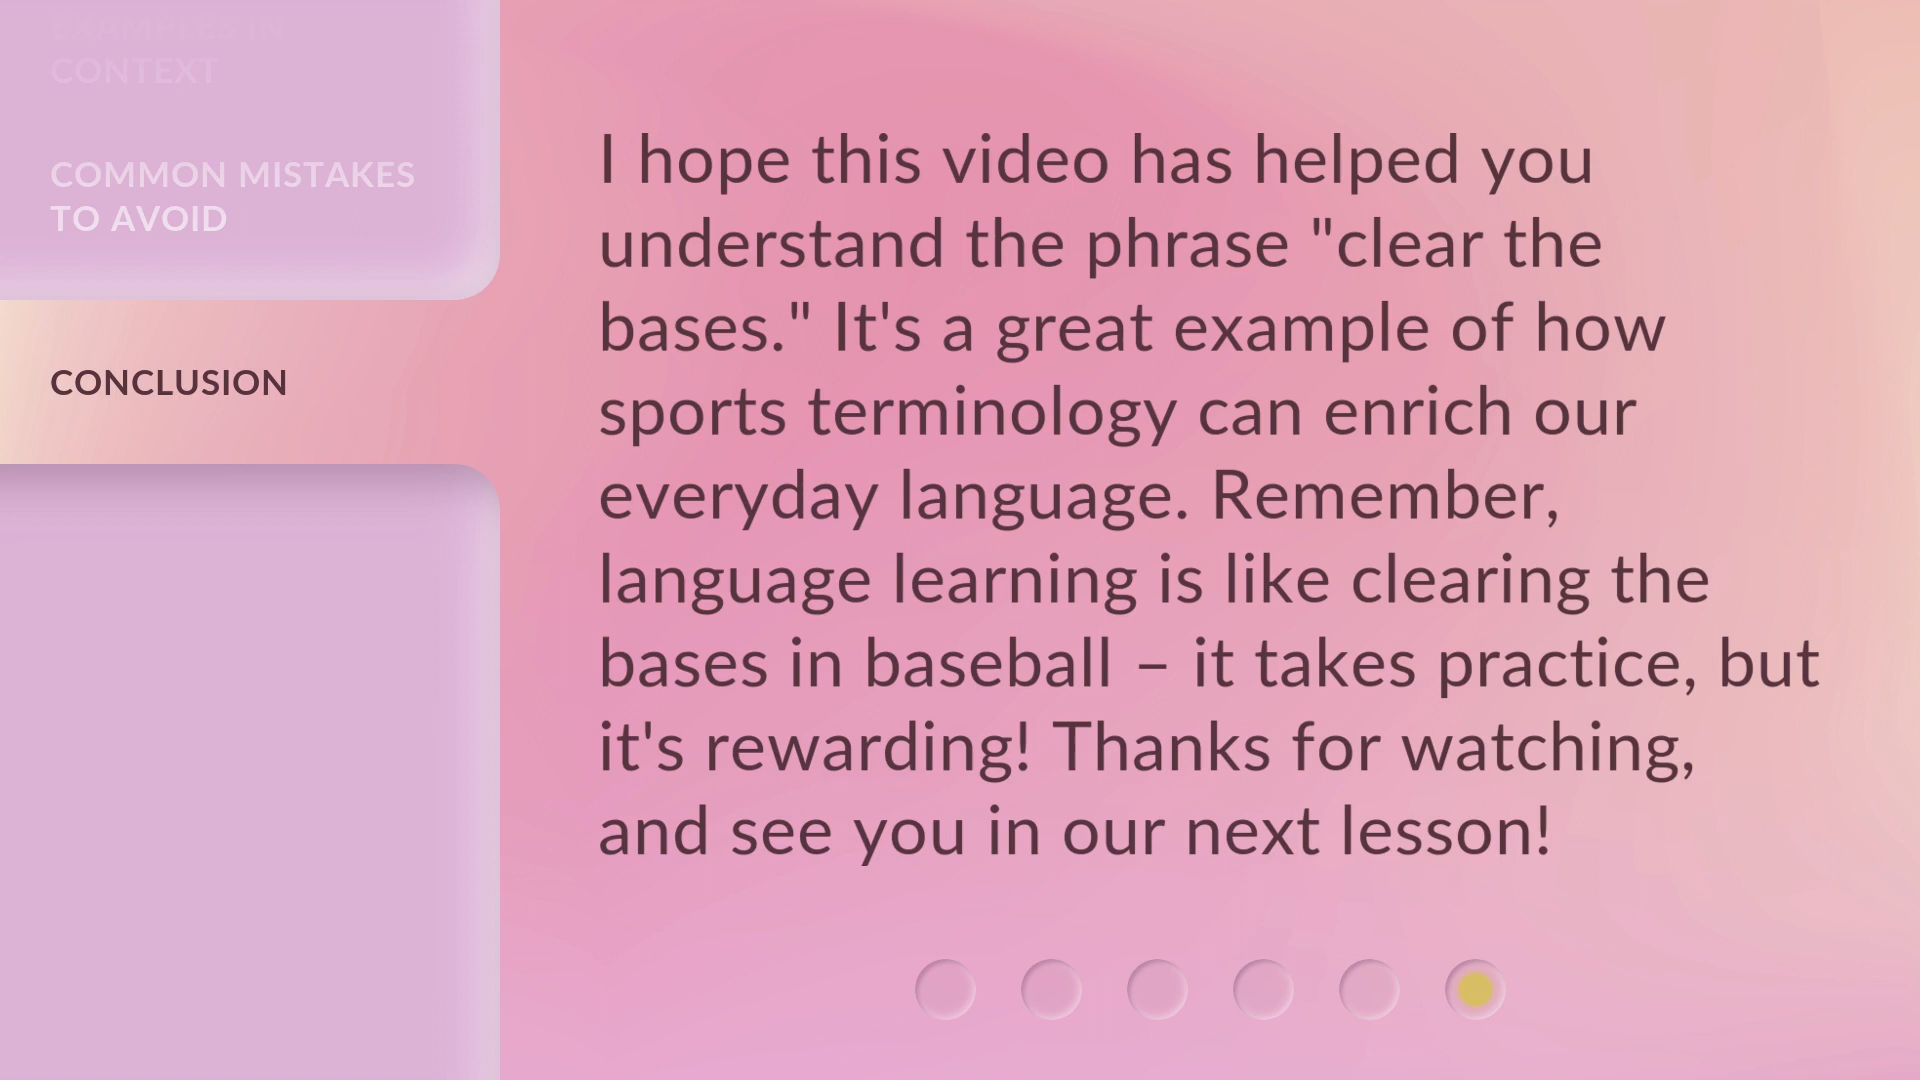 EXAMPLES IN
CONTEXT
COMMON MISTAKES
TO AVOID
CONCLUSION
I hope this video has helped you
understand the phrase "clear the
bases." It's a great example of how
sports terminology can enrich our
everyday language. Remember,
language learning is like clearing the
bases in baseball – it takes practice, but
it's rewarding! Thanks for watching,
and see you in our next lesson!